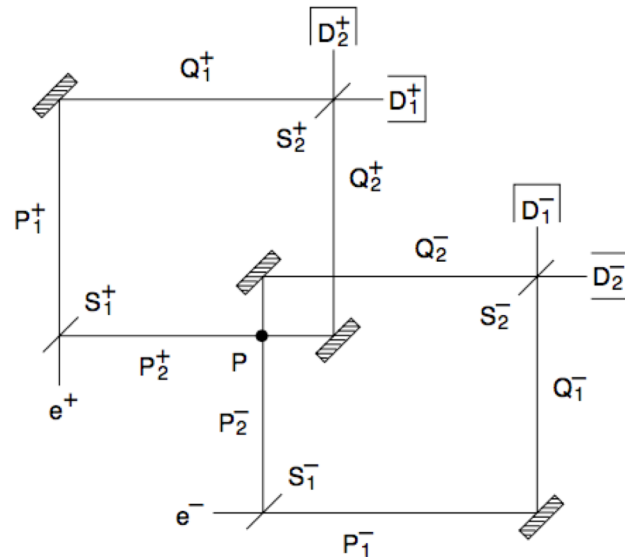 D₂⁺
Q₁⁺
D₁⁺
S₂⁺
P₁⁺
Q₂⁺
D₁⁻
Q₂⁻
D₂⁻
S₁⁺
S₂⁻
P₂⁺
P
e⁺
P₂⁻
Q₁⁻
S₁⁻
e⁻
P₁⁻